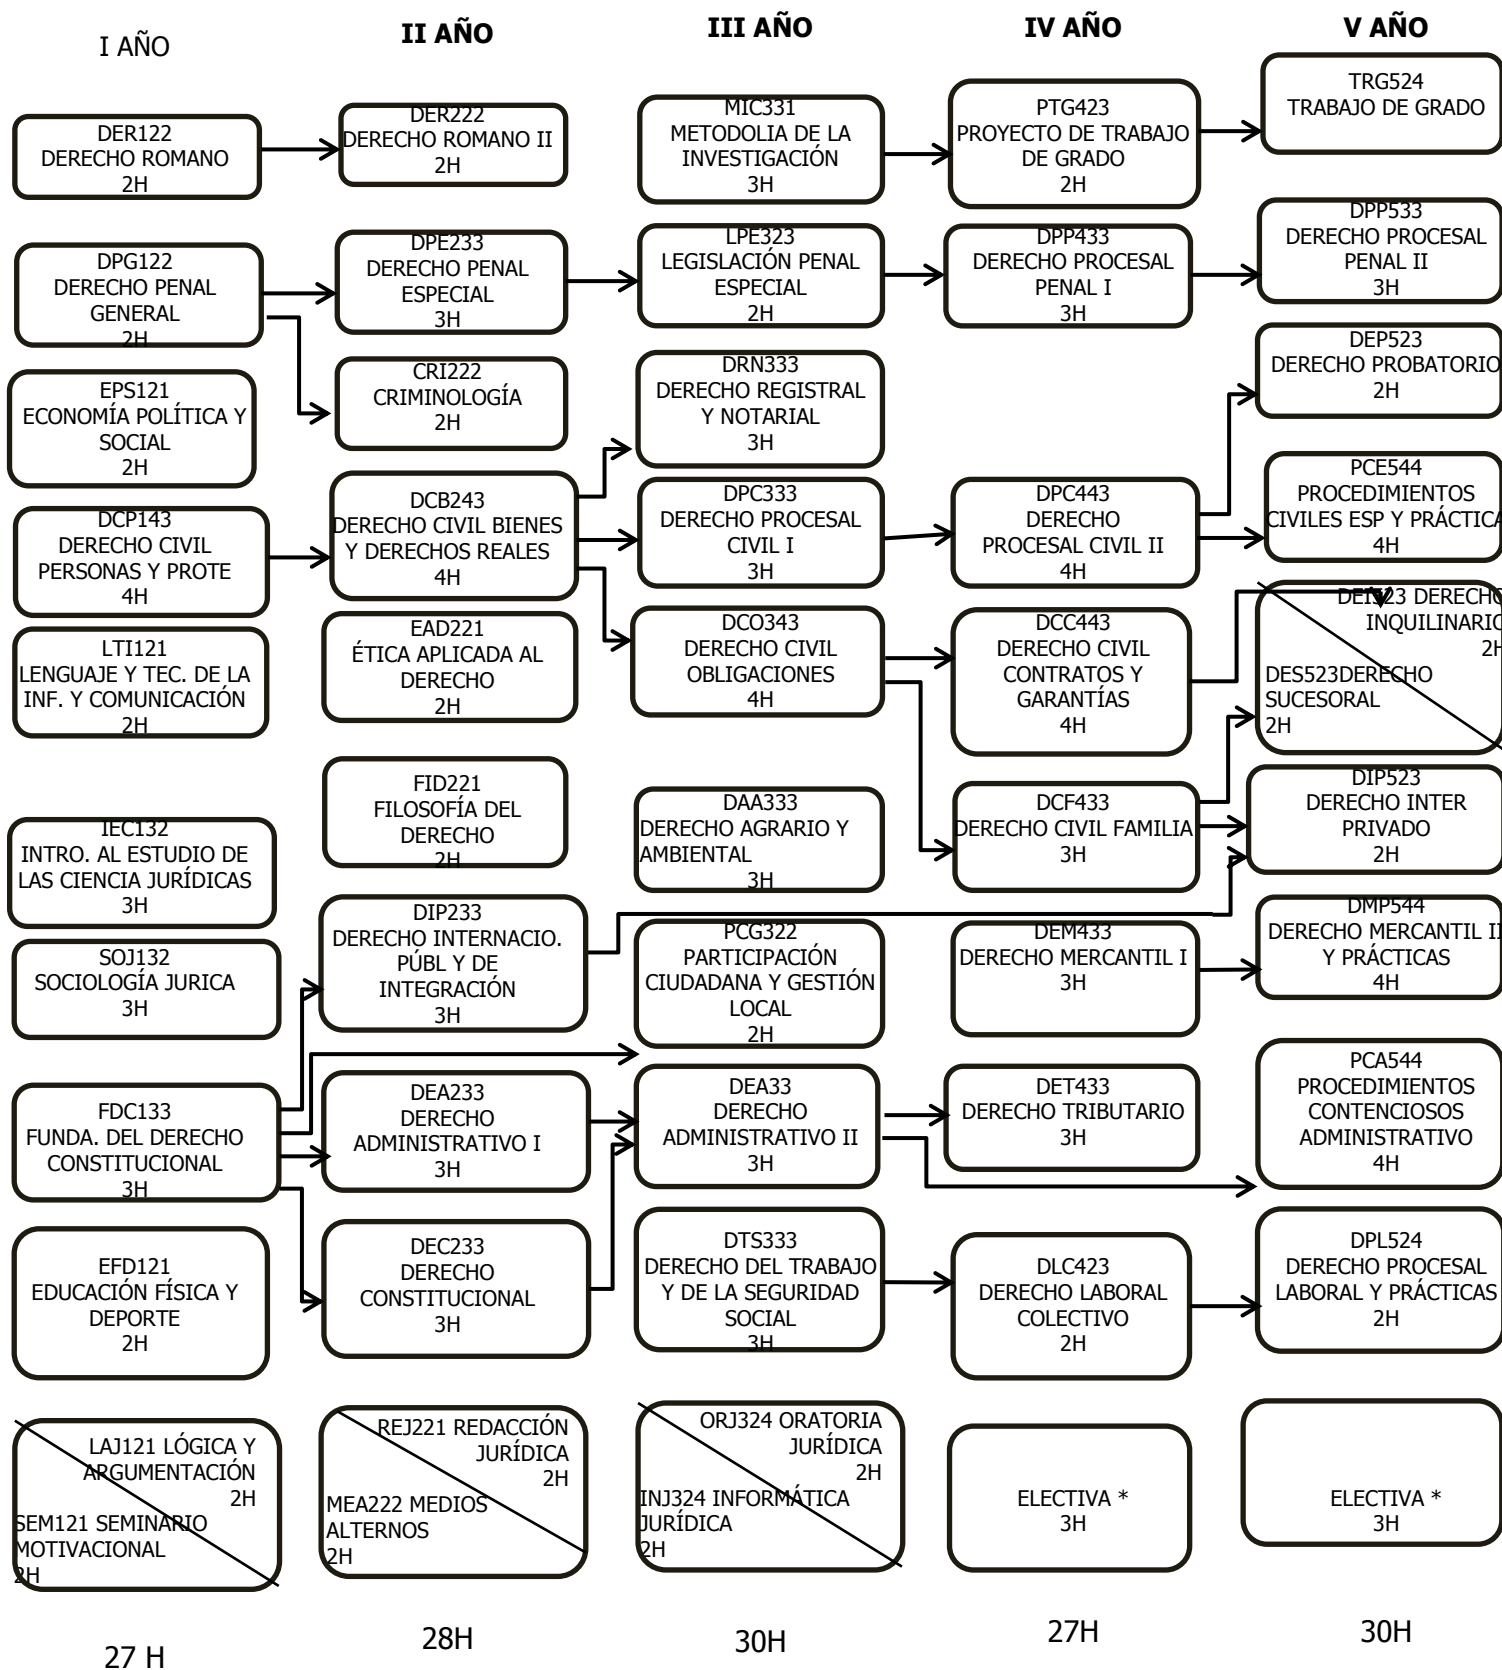 I AÑO
DER122
DERECHO ROMANO
2H
DPG122
DERECHO PENAL
GENERAL
2H
EPS121
ECONOMÍA POLÍTICA Y
SOCIAL
2H
DCP143
DERECHO CIVIL
PERSONAS Y PROTE
4H
LTI121
LENGUAJE Y TEC. DE LA
INF. Y COMUNICACIÓN
2H
IEC132
INTRO. AL ESTUDIO DE
LAS CIENCIA JURÍDICAS
3H
SOJ132
SOCIOLOGÍA JURICA
3H
FDC133
FUNDA. DEL DERECHO
CONSTITUCIONAL
3H
EFD121
EDUCACIÓN FÍSICA Y
DEPORTE
2H
LAJ121 LÓGICA Y
ARGUMENTACIÓN
2H
SEM121 SEMINARIO
MOTIVACIONAL
2H
27 H
II AÑO
DER222
DERECHO ROMANO II
2H
DPE233
DERECHO PENAL
ESPECIAL
3H
CRI222
CRIMINOLOGÍA
2H
DCB243
DERECHO CIVIL BIENES
Y DERECHOS REALES
4H
EAD221
ÉTICA APLICADA AL
DERECHO
2H
FID221
FILOSOFÍA DEL
DERECHO
2H
DIP233
DERECHO INTERNACIO.
PÚBL Y DE
INTEGRACIÓN
3H
DEA233
DERECHO
ADMINISTRATIVO I
3H
DEC233
DERECHO
CONSTITUCIONAL
3H
REJ221 REDACCIÓN
JURÍDICA
2H
MEA222 MEDIOS
ALTERNOS
2H
28H
III AÑO
MIC331
METODOLIA DE LA
INVESTIGACIÓN
3H
LPE323
LEGISLACIÓN PENAL
ESPECIAL
2H
DRN333
DERECHO REGISTRAL
Y NOTARIAL
3H
DPC333
DERECHO PROCESAL
CIVIL I
3H
DCO343
DERECHO CIVIL
OBLIGACIONES
4H
DAA333
DERECHO AGRARIO Y
AMBIENTAL
3H
PCG322
PARTICIPACIÓN
CIUDADANA Y GESTIÓN
LOCAL
2H
DEA33
DERECHO
ADMINISTRATIVO II
3H
DTS333
DERECHO DEL TRABAJO
Y DE LA SEGURIDAD
SOCIAL
3H
ORJ324 ORATORIA
JURÍDICA
2H
INJ324 INFORMÁTICA
JURÍDICA
2H
30H
IV AÑO
PTG423
PROYECTO DE TRABAJO
DE GRADO
2H
DPP433
DERECHO PROCESAL
PENAL I
3H
DPC443
DERECHO
PROCESAL CIVIL II
4H
DCC443
DERECHO CIVIL
CONTRATOS Y
GARANTÍAS
4H
DCF433
DERECHO CIVIL FAMILIA
3H
DEM433
DERECHO MERCANTIL I
3H
DET433
DERECHO TRIBUTARIO
3H
DLC423
DERECHO LABORAL
COLECTIVO
2H
ELECTIVA *
3H
27H
V AÑO
TRG524
TRABAJO DE GRADO
DPP533
DERECHO PROCESAL
PENAL II
3H
DEP523
DERECHO PROBATORIO
2H
PCE544
PROCEDIMIENTOS
CIVILES ESP Y PRÁCTICA
4H
DEI523 DERECHO
INQUILINARIO
2H
DES523DERECHO
SUCESORAL
2H
DIP523
DERECHO INTER
PRIVADO
2H
DMP544
DERECHO MERCANTIL II
Y PRÁCTICAS
4H
PCA544
PROCEDIMIENTOS
CONTENCIOSOS
ADMINISTRATIVO
4H
DPL524
DERECHO PROCESAL
LABORAL Y PRÁCTICAS
2H
ELECTIVA *
3H
30H